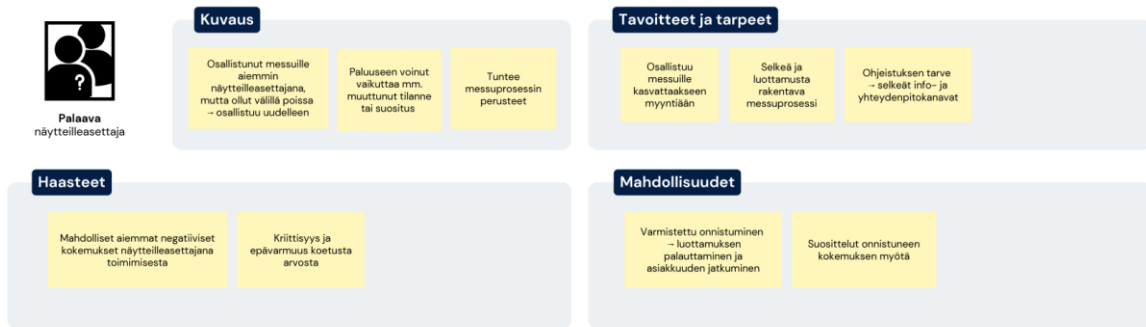 ?
Palaava
näytteilleasettaja
Kuvaus
Osallistunut messuille
aiemmin
näytteilleasettajana,
mutta ollut välillä poissa
→ osallistuu uudelleen
Paluuseen voinut
vaikuttaa mm.
muuttunut tilanne
tai suositus
Tuntee
messuprosessin
perusteet
Tavoitteet ja tarpeet
Osallistuu
messuille
kasvattaakseen
myyntiään
Selkeä ja
luottamusta
rakentava
messuprosessi
Ohjeistuksen tarve
→ selkeät info- ja
yhteydenpitokanavat
Haasteet
Mahdolliset aiemmat negatiiviset
kokemukset näytteilleasettajana
toimimisesta
Kriittisyys ja
epävarmuus koetusta
arvosta
Mahdollisuudet
Varmistettu onnistuminen
→ luottamuksen
palauttaminen ja
asiakkuuden jatkuminen
Suosittelut onnistuneen
kokemuksen myötä